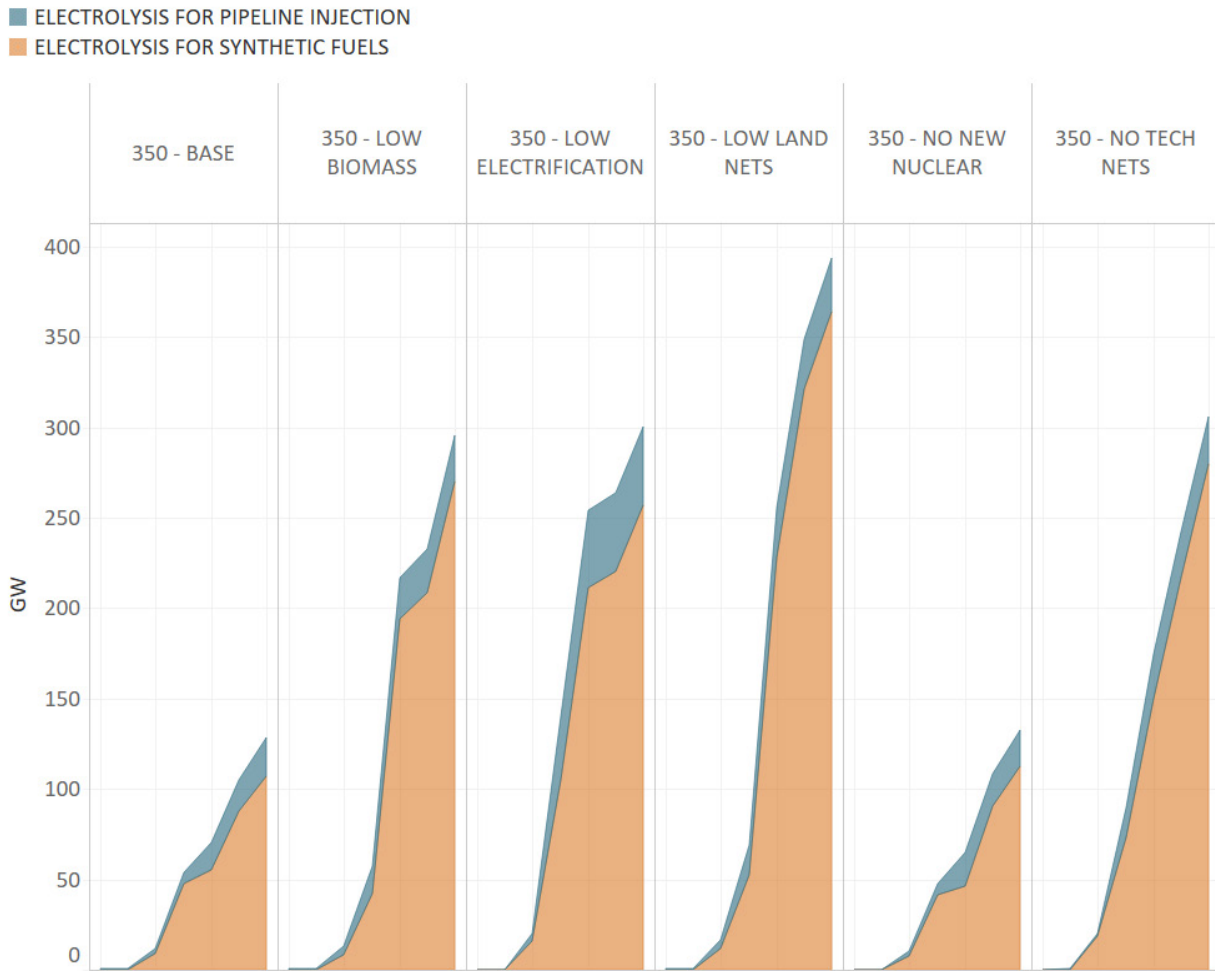 ELECTROLYSIS FOR PIPELINE INJECTION
ELECTROLYSIS FOR SYNTHETIC FUELS
350 - BASE
350 - LOW
BIOMASS
350 - LOW
ELECTRIFICATION
350 - LOW LAND
NETS
350 - NO NEW
NUCLEAR
350 - NO TECH
NETS
400
350
300
250
200
150
100
50
0
GW